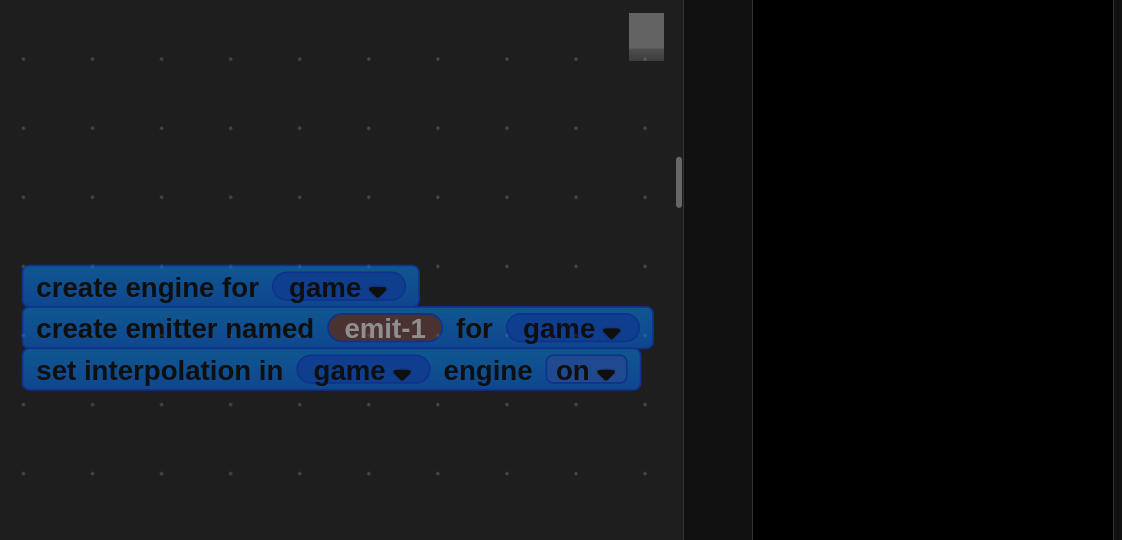 create engine for game
create emitter named emit-1 for game
set interpolation in game engine on